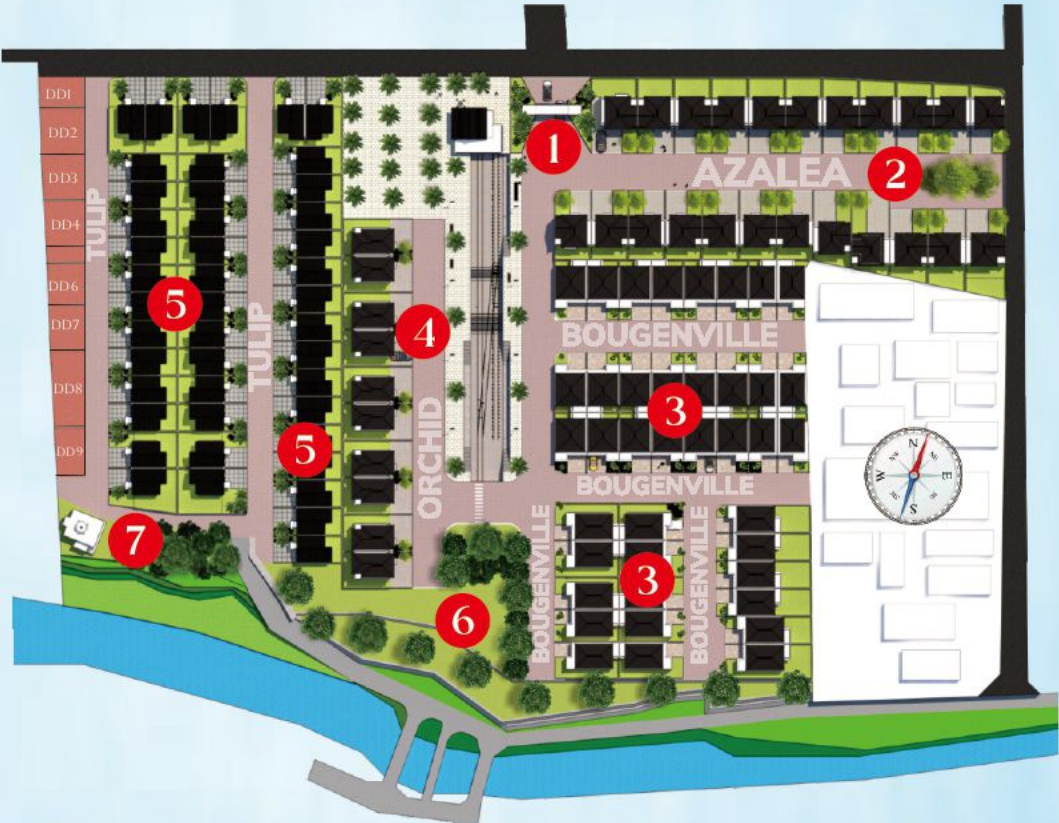 DD1
DD2
DD3
DD4
DD6
DD7
DD8
DD9
TULIP
TULIP
5
5
7
4
ORCHID
6
1
AZALEA
2
BOUGENVILLE
3
BOUGENVILLE
BOUGENVILLE
3
BOUGENVILLE
N
E
S
W